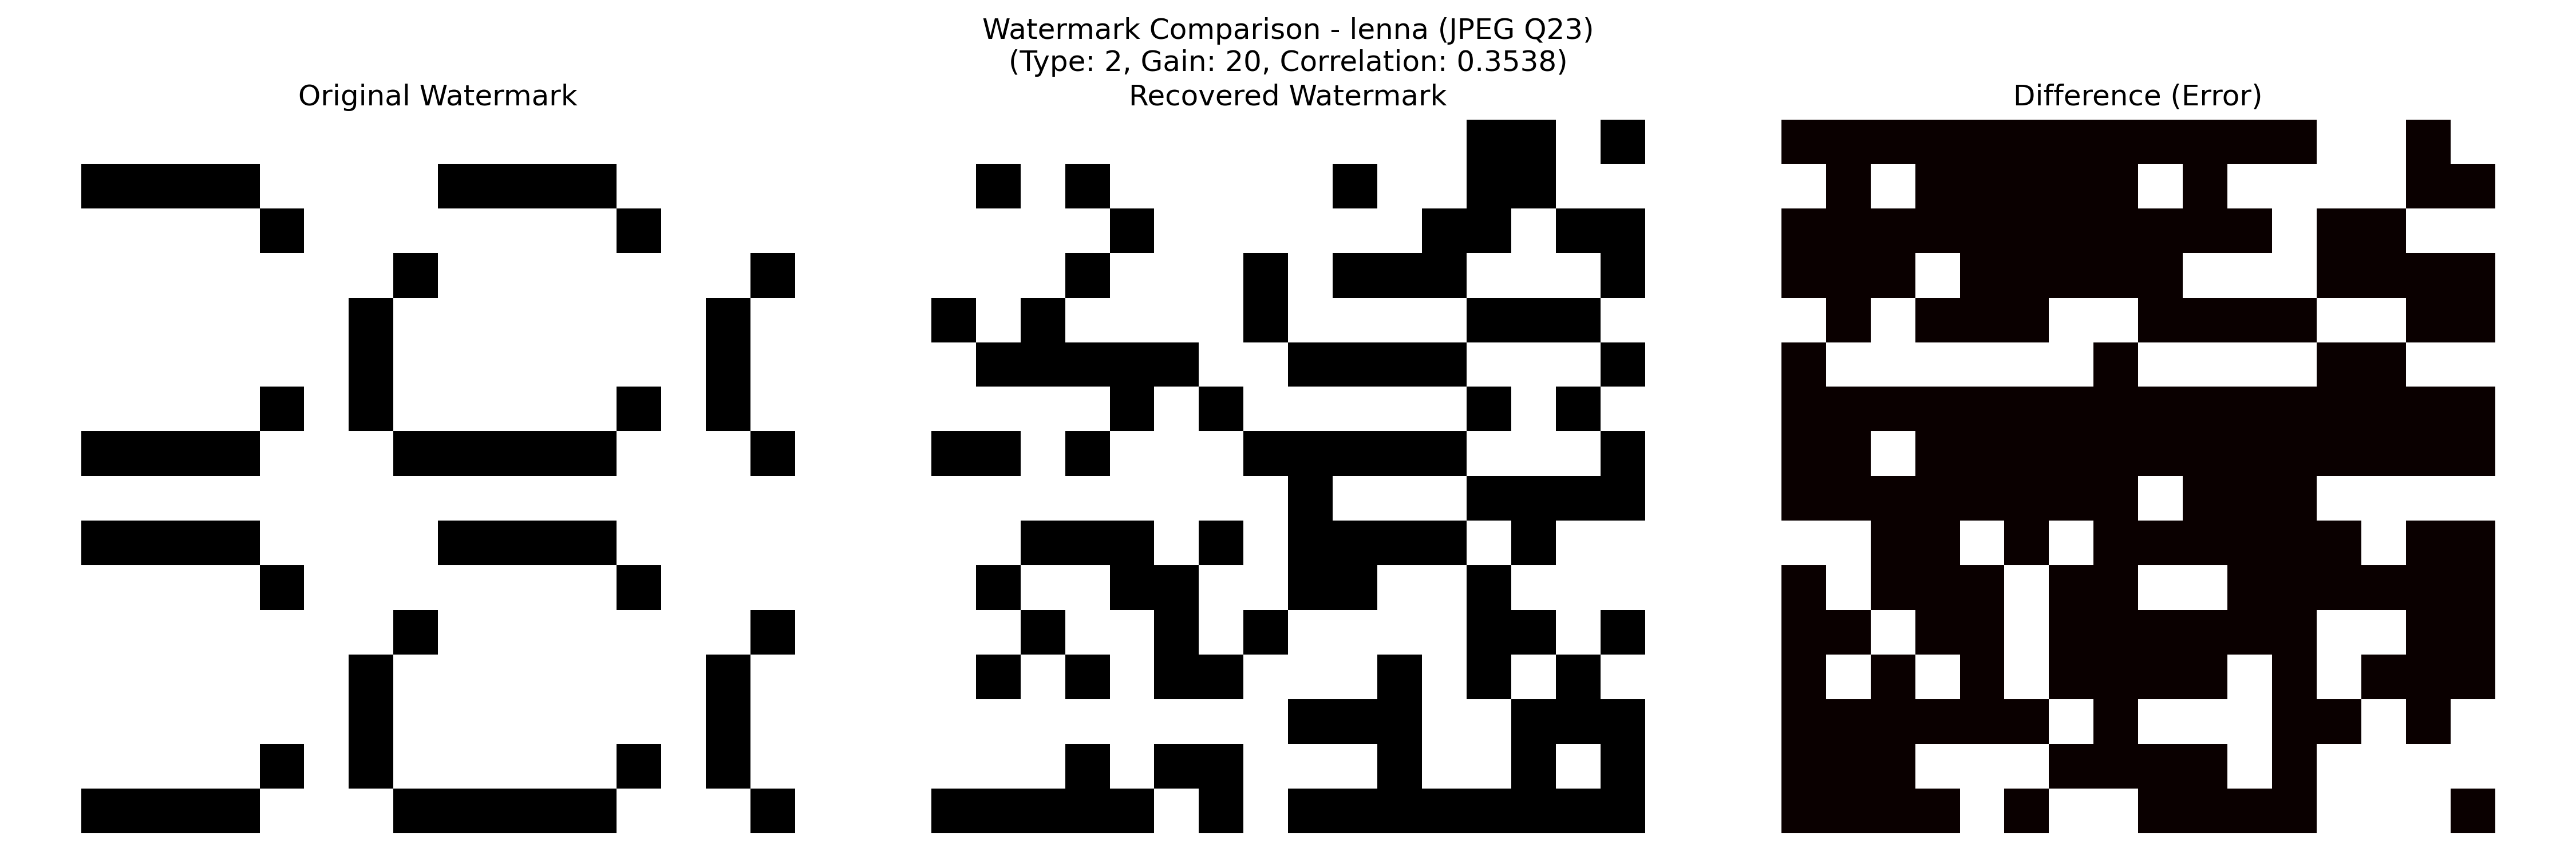 Watermark Comparison - lenna (JPEG Q23)
(Type: 2, Gain: 20, Correlation: 0.3538)
Original Watermark
Recovered Watermark
Difference (Error)